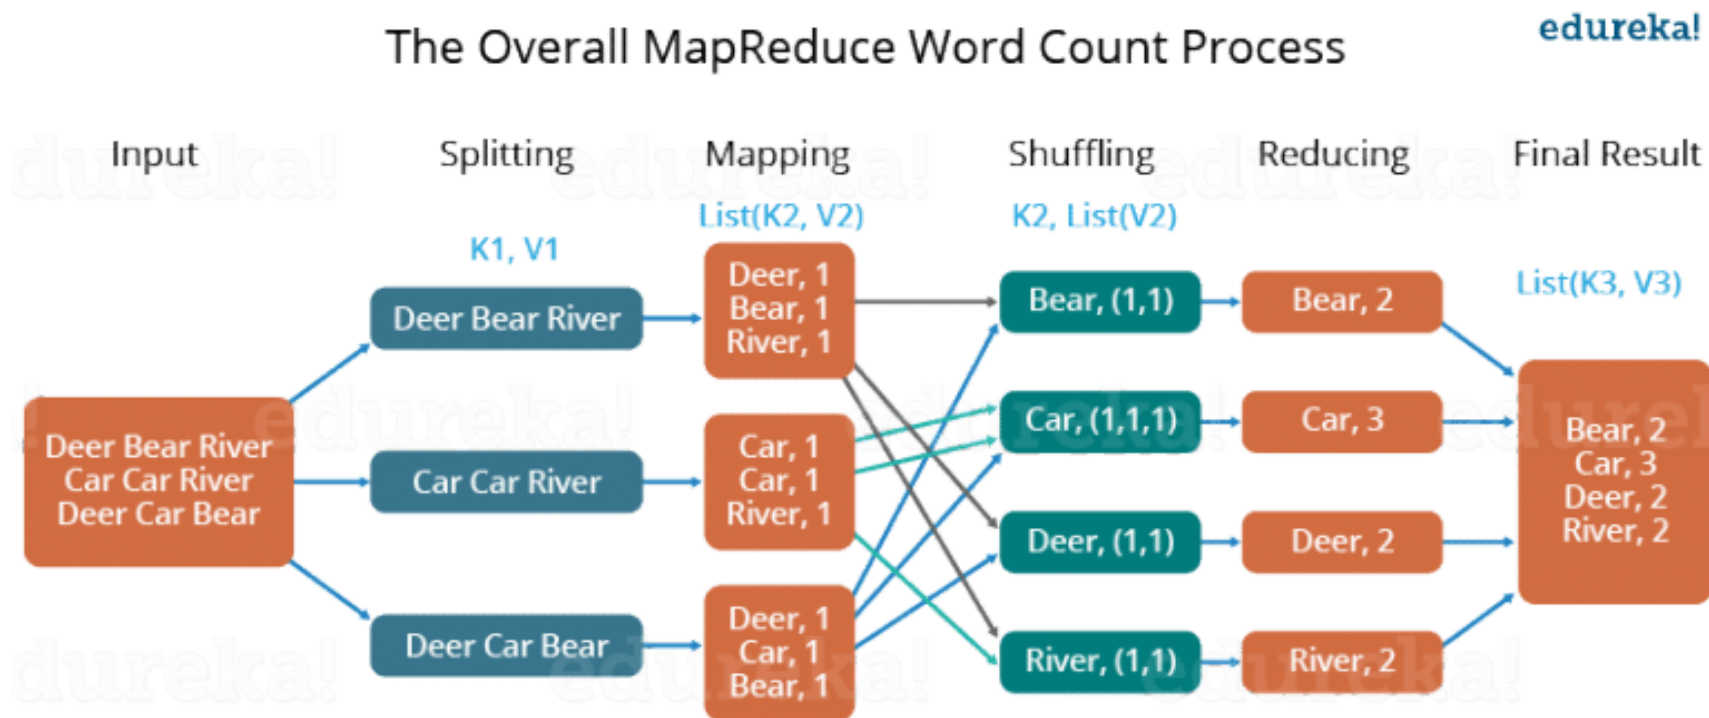 The Overall MapReduce Word Count Process
edureka!
Input
Splitting
Mapping
Shuffling
Reducing
Final Result
K1, V1
List(K2, V2)
K2, List(V2)
List(K3, V3)
Deer Bear River
Car Car River
Deer Car Bear
Deer Bear River
Car Car River
Deer Car Bear
Deer, 1
Bear, 1
River, 1
Car, 1
Car, 1
River, 1
Deer, 1
Car, 1
Bear, 1
Bear, (1,1)
Car, (1,1,1)
Deer, (1,1)
River, (1,1)
Bear, 2
Car, 3
Deer, 2
River, 2
Bear, 2
Car, 3
Deer, 2
River, 2